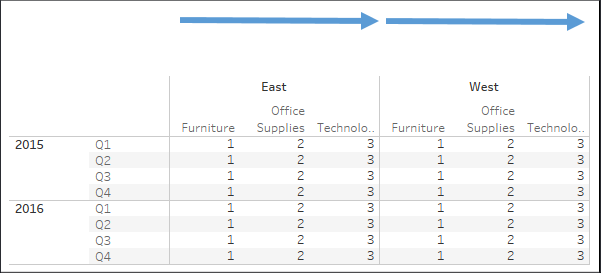 East West
Office Office
Furniture Supplies Technolo.. Furniture Supplies Technolo..
2015 Q1 1 2 3 1 2 3
Q2 1 2 3 1 2 3
Q3 1 2 3 1 2 3
Q4 1 2 3 1 2 3
2016 Q1 1 2 3 1 2 3
Q2 1 2 3 1 2 3
Q3 1 2 3 1 2 3
Q4 1 2 3 1 2 3